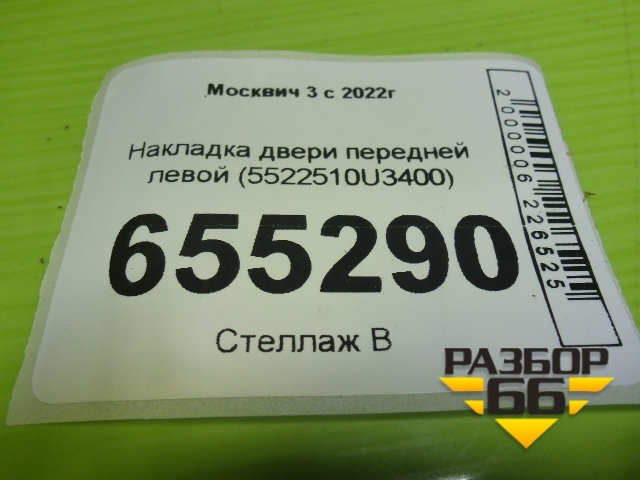 Москвич 3 с 2022г
Накладка двери передней
левой (5522510U3400)
655290
Стеллаж В
2000006226525
РАЗБОР
66